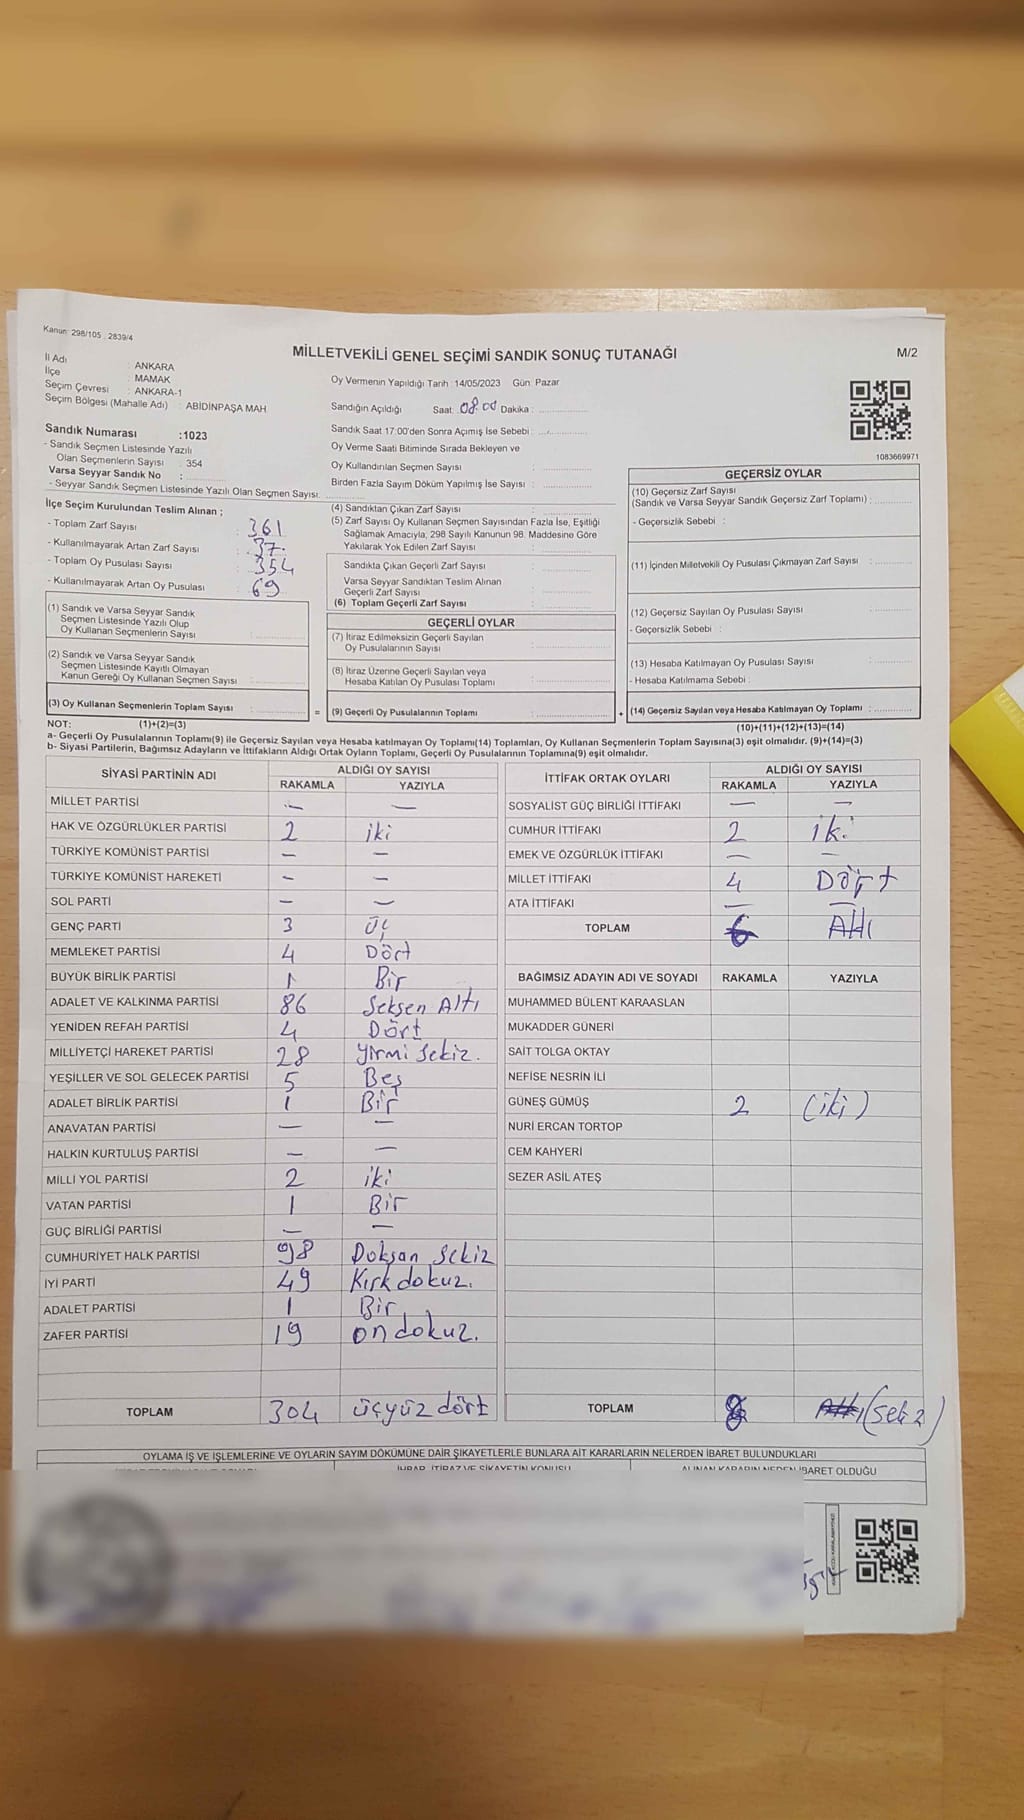 Kanun: 298/105 2839/4
MİLLETVEKİLİ GENEL SEÇİMİ SANDIK SONUÇ TUTANAĞI
M/2
İl Adı : ANKARA
İlçe : MAMAK
Seçim Çevresi : ANKARA-1
Seçim Bölgesi (Mahalle Adı) : ABİDİNPAŞA MAH
Sandık Numarası :1023
- Sandık Seçmen Listesinde Yazılı
Olan Seçmenlerin Sayısı : 354
Varsa Seyyar Sandık No :
- Seyyar Sandık Seçmen Listesinde Yazılı Olan Seçmen Sayısı:
Oy Vermenin Yapıldığı Tarih :14/05/2023 Gün: Pazar
Sandığın Açıldığı Saat: 08:00 Dakika :
Sandık Saat 17:00'den Sonra Açımış İse Sebebi :
Oy Verme Saati Bitiminde Sırada Bekleyen ve
Oy Kullandırılan Seçmen Sayısı :
Birden Fazla Sayım Döküm Yapılmış İse Sayısı :
1083669971
İlçe Seçim Kurulundan Teslim Alınan ;
- Toplam Zarf Sayısı : 361
- Kullanılmayarak Artan Zarf Sayısı : 37
- Toplam Oy Pusulası Sayısı : 354
- Kullanılmayarak Artan Oy Pusulası : 69
(1) Sandık ve Varsa Seyyar Sandık
Seçmen Listesinde Yazılı Olup
Oy Kullanan Seçmenlerin Sayısı :
(2) Sandık ve Varsa Seyyar Sandık
Seçmen Listesinde Kayıtlı Olmayan
Kanun Gereği Oy Kullanan Seçmen Sayısı :
(3) Oy Kullanan Seçmenlerin Toplam Sayısı :
(4) Sandıktan Çıkan Zarf Sayısı :
(5) Zarf Sayısı Oy Kullanan Seçmen Sayısından Fazla İse, Eşitliği
Sağlamak Amacıyla, 298 Sayılı Kanunun 98. Maddesine Göre
Yakılarak Yok Edilen Zarf Sayısı :
Sandıkta Çıkan Geçerli Zarf Sayısı :
Varsa Seyyar Sandıktan Teslim Alınan
Geçerli Zarf Sayısı :
(6) Toplam Geçerli Zarf Sayısı :
GEÇERLİ OYLAR
(7) İtiraz Edilmeksizin Geçerli Sayılan
Oy Pusulalarının Sayısı :
(8) İtiraz Üzerine Geçerli Sayılan veya
Hesaba Katılan Oy Pusulası Toplamı :
= (9) Geçerli Oy Pusulalarının Toplamı :
GEÇERSİZ OYLAR
(10) Geçersiz Zarf Sayısı
(Sandık ve Varsa Seyyar Sandık Geçersiz Zarf Toplamı) :
- Geçersizlik Sebebi :
(11) İçinden Milletvekili Oy Pusulası Çıkmayan Zarf Sayısı :
(12) Geçersiz Sayılan Oy Pusulası Sayısı :
- Geçersizlik Sebebi :
(13) Hesaba Katılmayan Oy Pusulası Sayısı :
- Hesaba Katılmama Sebebi :
+ (14) Geçersiz Sayılan veya Hesaba Katılmayan Oy Toplamı :
NOT: (1)+(2)=(3)
(10)+(11)+(12)+(13)=(14)
a- Geçerli Oy Pusulalarının Toplamı(9) ile Geçersiz Sayılan veya Hesaba katılmayan Oy Toplamı(14) Toplamları, Oy Kullanan Seçmenlerin Toplam Sayısına(3) eşit olmalıdır. (9)+(14)=(3)
b- Siyasi Partilerin, Bağımsız Adayların ve İttifakların Aldığı Ortak Oyların Toplamı, Geçerli Oy Pusulalarının Toplamına(9) eşit olmalıdır.
SİYASİ PARTİNİN ADI
ALDIĞI OY SAYISI
RAKAMLA YAZIYLA
MİLLET PARTİSİ — —
HAK VE ÖZGÜRLÜKLER PARTİSİ 2 iki
TÜRKİYE KOMÜNİST PARTİSİ — —
TÜRKİYE KOMÜNİST HAREKETİ — —
SOL PARTİ — —
GENÇ PARTİ 3 Üç
MEMLEKET PARTİSİ 4 Dört
BÜYÜK BİRLİK PARTİSİ 1 Bir
ADALET VE KALKINMA PARTİSİ 86 Seksen Altı
YENİDEN REFAH PARTİSİ 4 Dört
MİLLİYETÇİ HAREKET PARTİSİ 28 Yirmi Sekiz.
YEŞİLLER VE SOL GELECEK PARTİSİ 5 Beş
ADALET BİRLİK PARTİSİ 1 Bir
ANAVATAN PARTİSİ — —
HALKIN KURTULUŞ PARTİSİ — —
MİLLİ YOL PARTİSİ 2 iki
VATAN PARTİSİ 1 Bir
GÜÇ BİRLİĞİ PARTİSİ — —
CUMHURİYET HALK PARTİSİ 98 Doksan Sekiz
İYİ PARTİ 49 Kırk dokuz.
ADALET PARTİSİ 1 Bir
ZAFER PARTİSİ 19 on dokuz.
TOPLAM 304 üçyüz dört
İTTİFAK ORTAK OYLARI
ALDIĞI OY SAYISI
RAKAMLA YAZIYLA
SOSYALİST GÜÇ BİRLİĞİ İTTİFAKI — —
CUMHUR İTTİFAKI 2 iki
EMEK VE ÖZGÜRLÜK İTTİFAKI — —
MİLLET İTTİFAKI 4 Dört
ATA İTTİFAKI — —
TOPLAM 6 Altı
BAĞIMSIZ ADAYIN ADI VE SOYADI RAKAMLA YAZIYLA
MUHAMMED BÜLENT KARAASLAN
MUKADDER GÜNERİ
SAİT TOLGA OKTAY
NEFİSE NESRİN İLİ
GÜNEŞ GÜMÜŞ 2 (iki)
NURİ ERCAN TORTOP
CEM KAHYERİ
SEZER ASİL ATEŞ
TOPLAM 8 Altı (Sekiz)
OYLAMA İŞ VE İŞLEMLERİNE VE OYLARIN SAYIM DÖKÜMÜNE DAİR ŞİKAYETLERLE BUNLARA AİT KARARLARIN NELERDEN İBARET BULUNDUKLARI
İHBAR, İTİRAZ VE ŞİKAYETİN KONUSU
ALINAN KARARIN NEDEN İBARET OLDUĞU